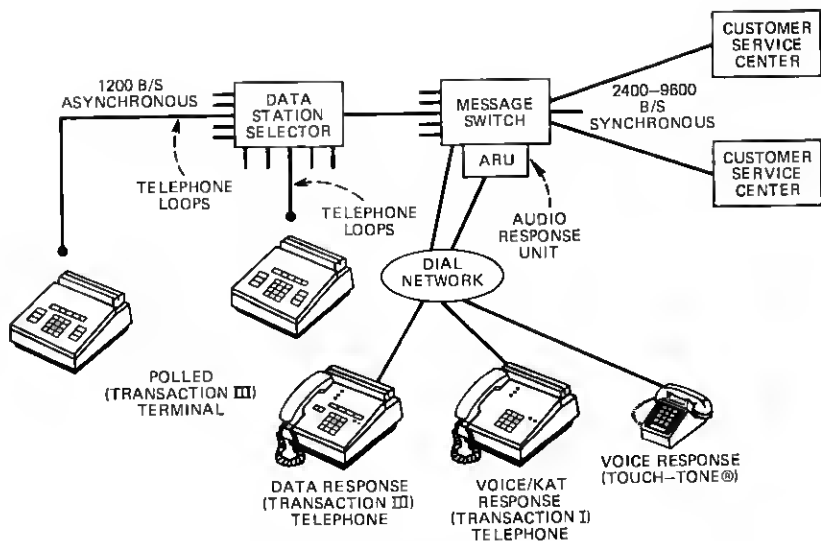 CUSTOMER
SERVICE
CENTER
1200 B/S
ASYNCHRONOUS
DATA
STATION
SELECTOR
MESSAGE
SWITCH
2400–9600
B/S
SYNCHRONOUS
ARU
CUSTOMER
SERVICE
CENTER
TELEPHONE
LOOPS
TELEPHONE
LOOPS
AUDIO
RESPONSE
UNIT
DIAL
NETWORK
POLLED
(TRANSACTION III)
TERMINAL
DATA RESPONSE
(TRANSACTION III)
TELEPHONE
VOICE/KAT
RESPONSE
(TRANSACTION I)
TELEPHONE
VOICE RESPONSE
(TOUCH–TONE®)